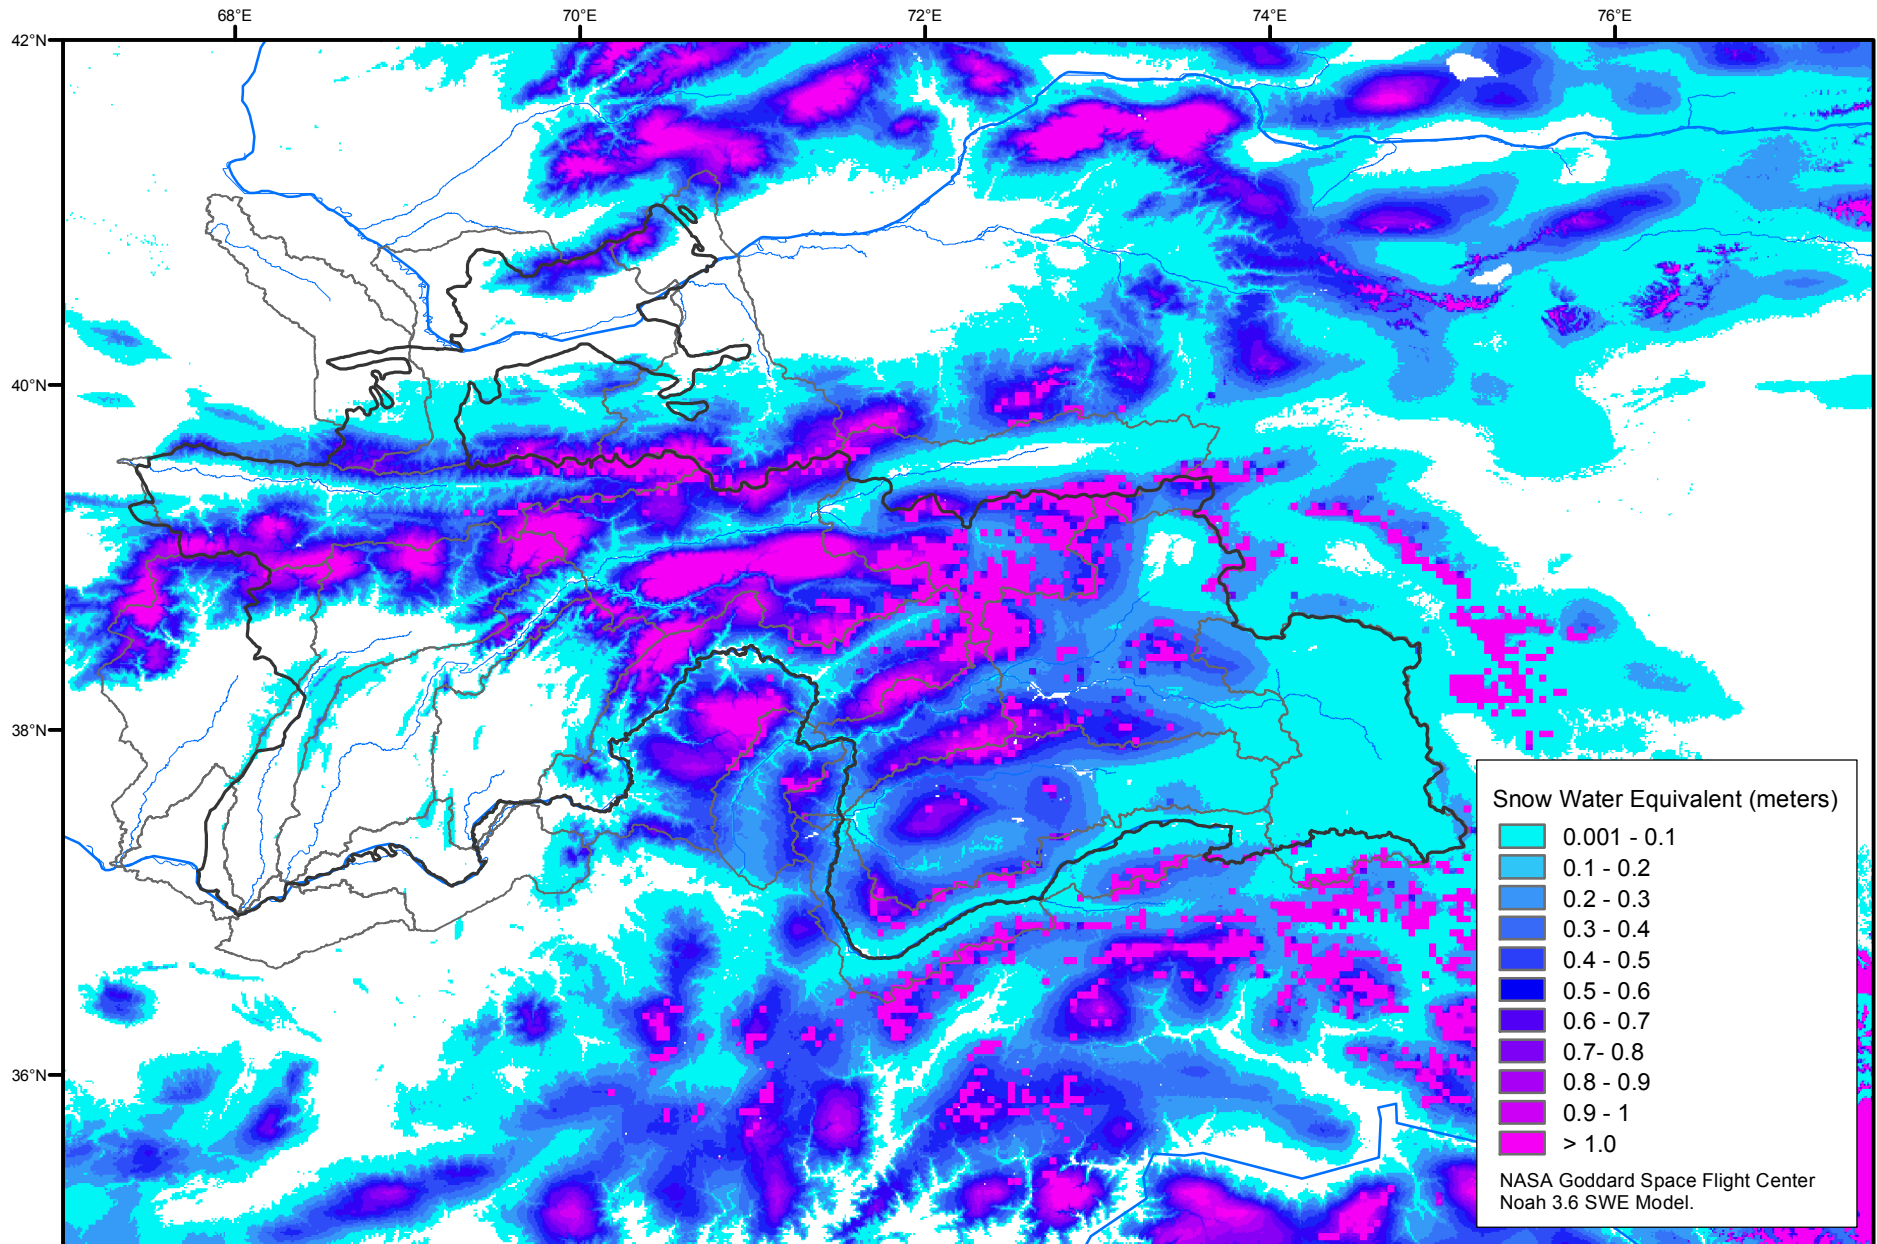 68°E
70°E
72°E
74°E
76°E
42°N
40°N
38°N
36°N
Snow Water Equivalent (meters)
0.001 - 0.1
0.1 - 0.2
0.2 - 0.3
0.3 - 0.4
0.4 - 0.5
0.5 - 0.6
0.6 - 0.7
0.7- 0.8
0.8 - 0.9
0.9 - 1
> 1.0
NASA Goddard Space Flight Center
Noah 3.6 SWE Model.